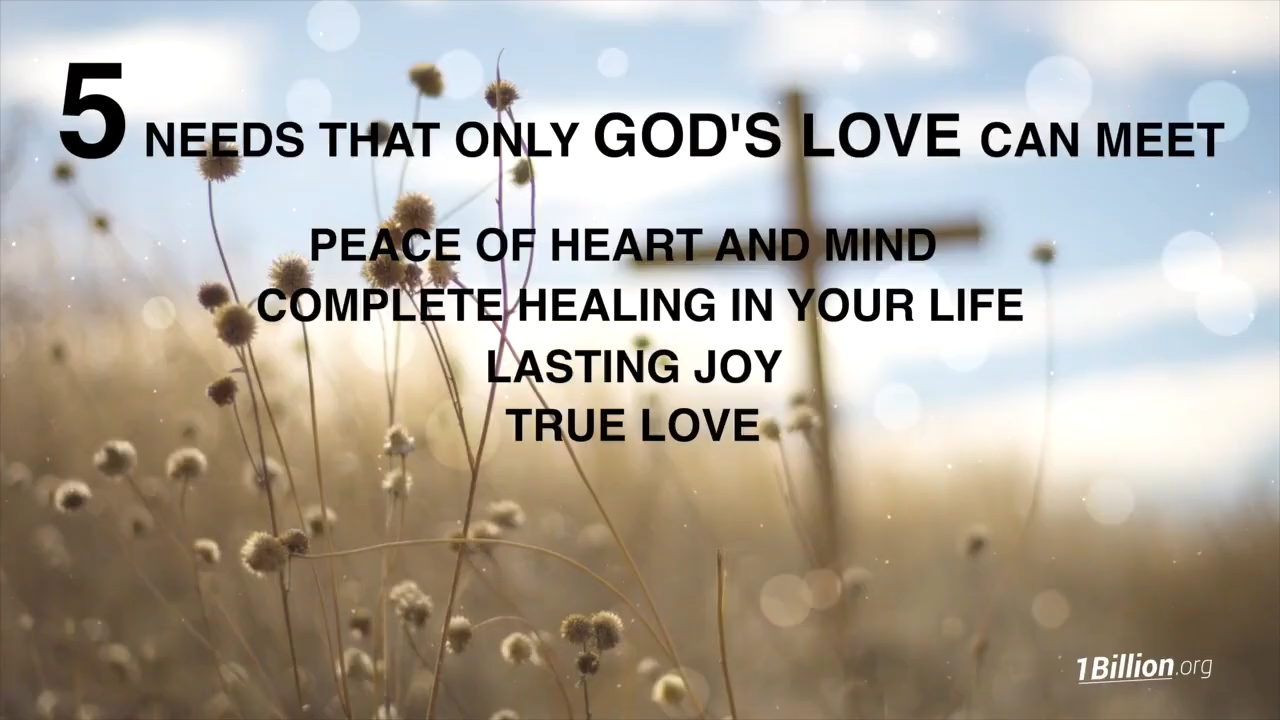 5 NEEDS THAT ONLY GOD'S LOVE CAN MEET
PEACE OF HEART AND MIND
COMPLETE HEALING IN YOUR LIFE
LASTING JOY
TRUE LOVE
1Billion.org